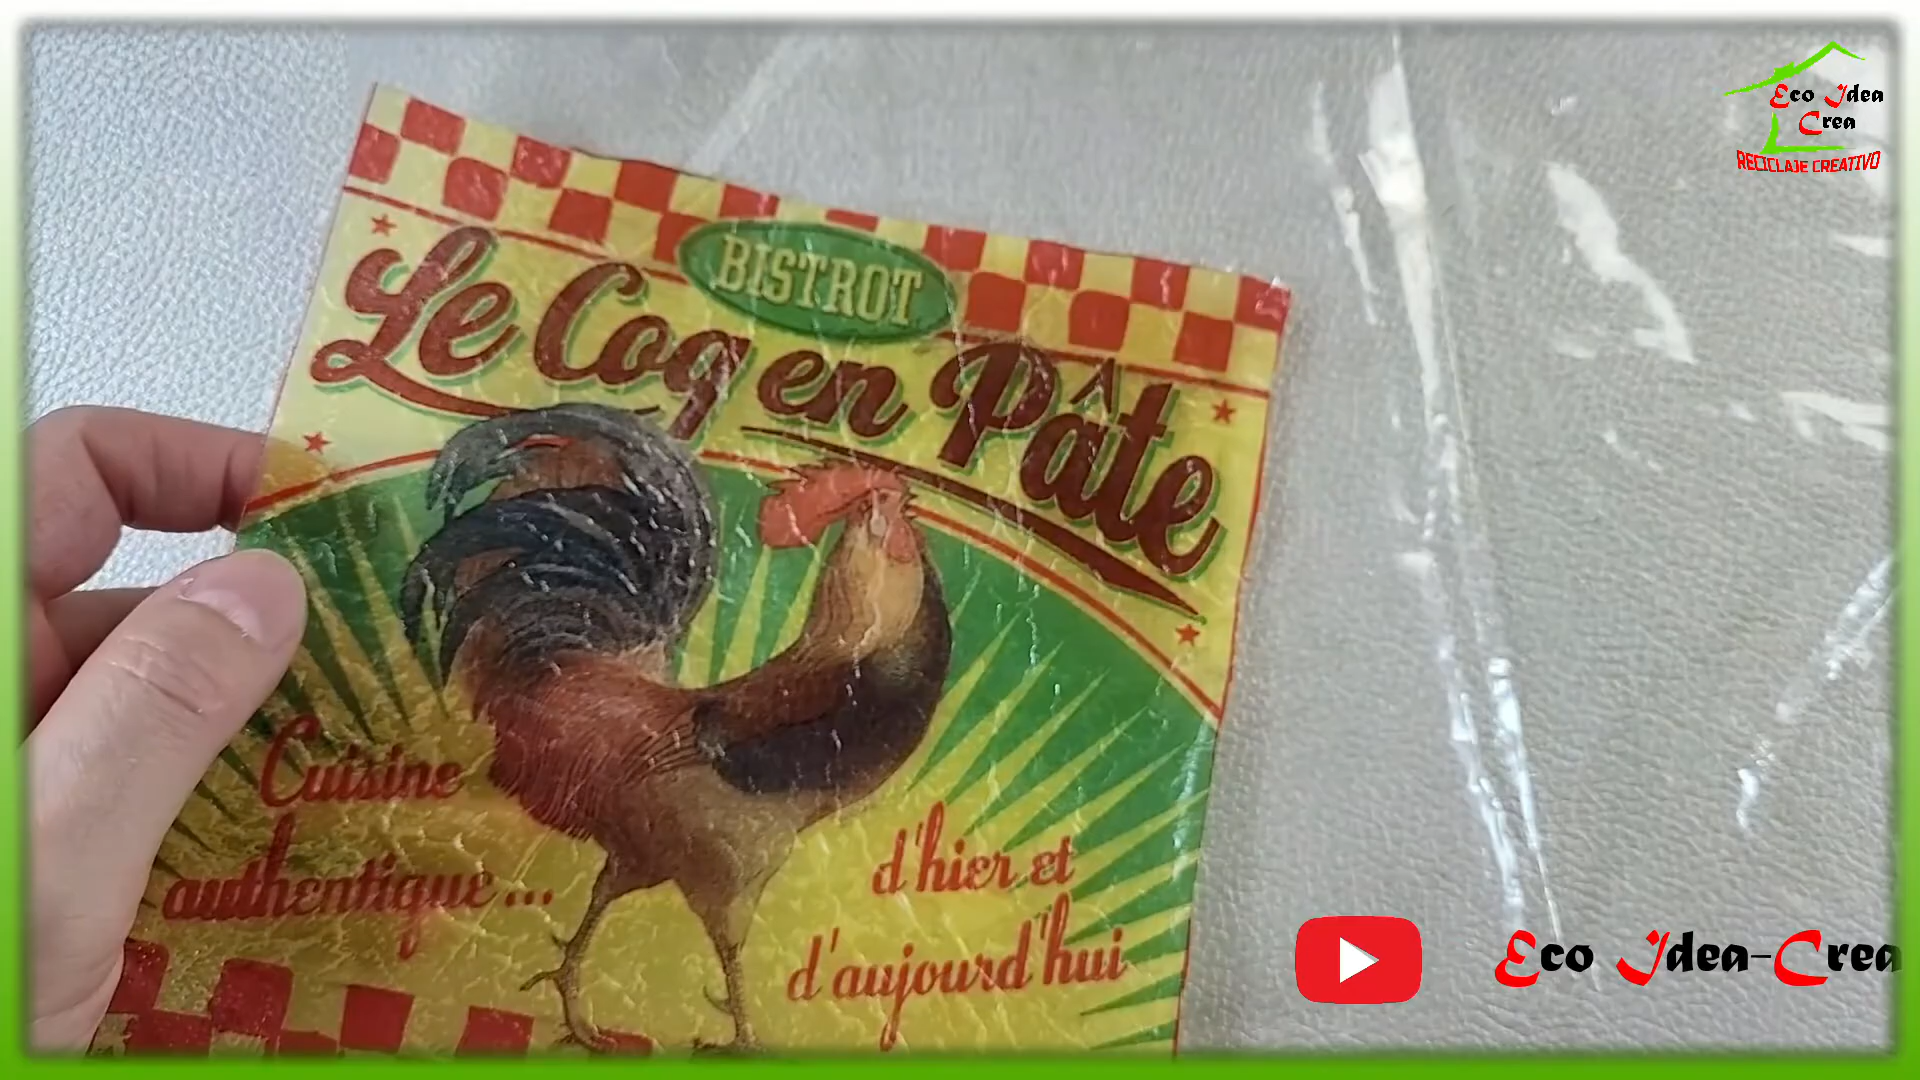 Eco Idea
Crea
RECICLAJE CREATIVO
BISTROT
Le Coq en Pâte
Cuisine
authentique...
d'hier et
d'aujourd'hui
Eco Idea-Crea